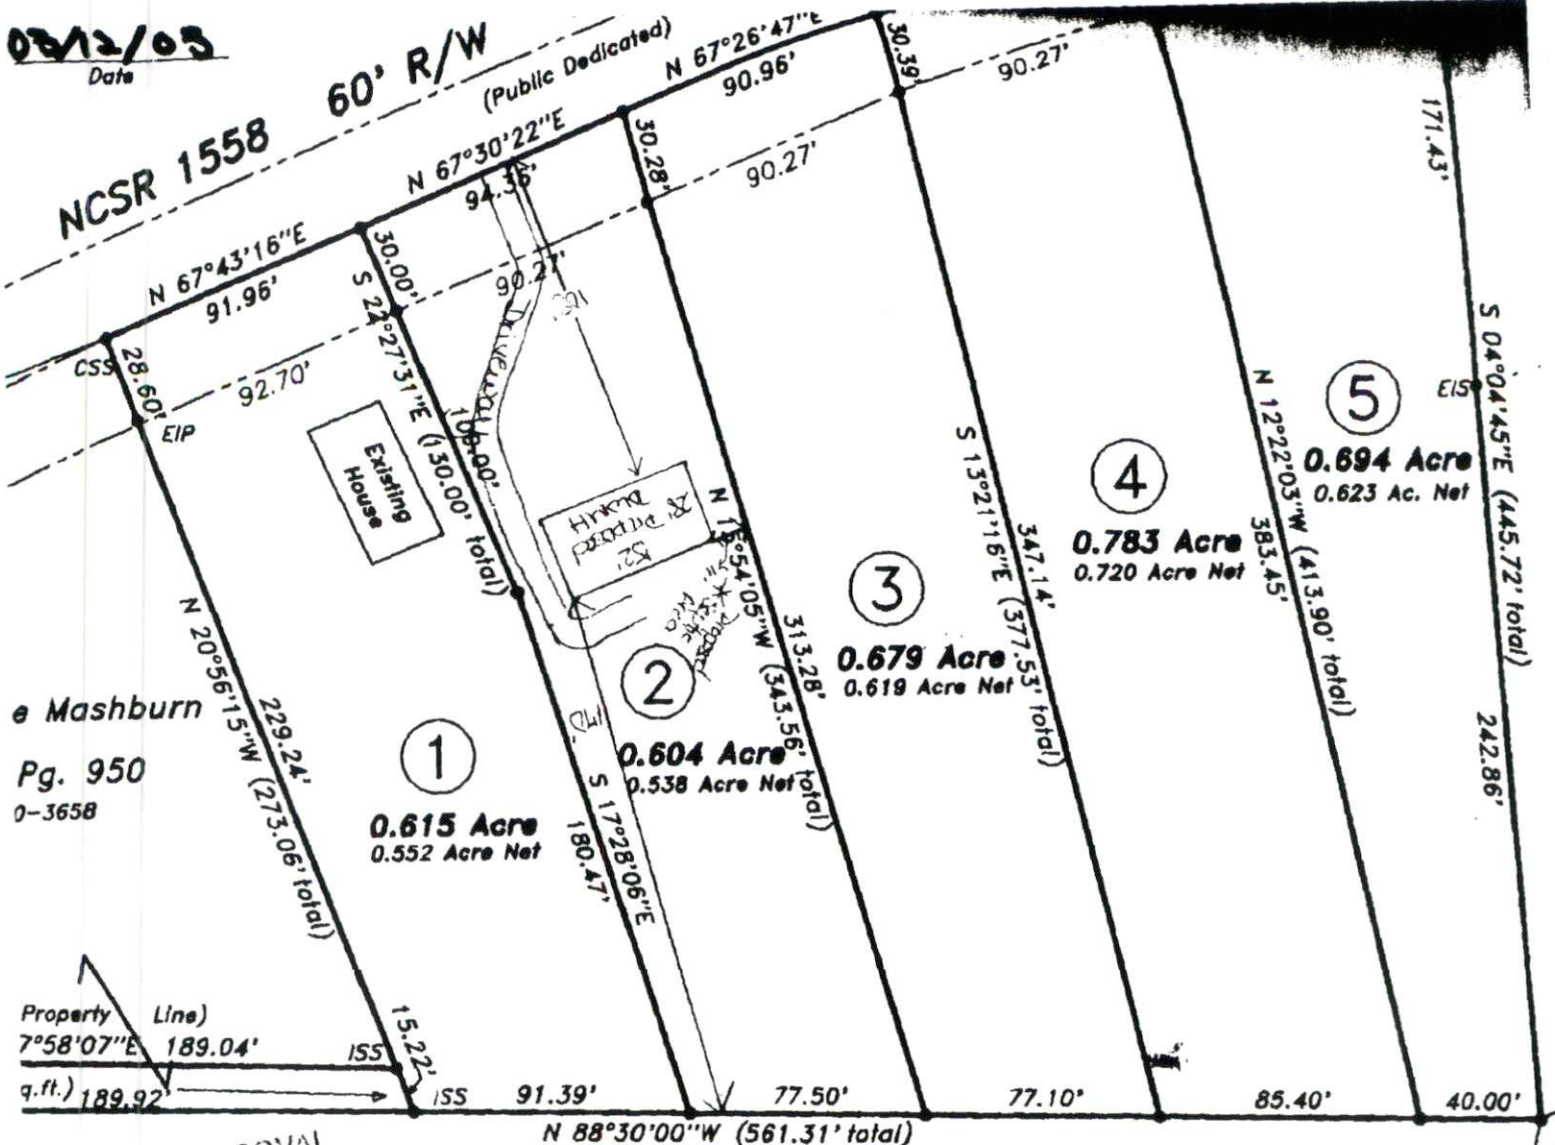 03/12/03
Date
NCSR 1558 60' R/W
(Public Dedicated)
N 67°43'16"E
91.96'
N 67°30'22"E
94.36'
N 67°26'47"E
90.96'
30.39'
90.27'
30.28'
90.27'
30.00'
90.27'
CSS
28.60'
92.70'
EIP
S 22°27'31"E (130.00' total)
100.00'
Driveway
Existing
House
52'
28' Proposed
DWMH
N 15°54'05"W (343.56' total)
313.28'
S 13°21'16"E (377.53' total)
347.14'
N 12°22'03"W (413.90' total)
383.45'
171.43'
S 04°04'45"E (445.72' total)
EIS
242.86'
5
0.694 Acre
0.623 Ac. Net
4
0.783 Acre
0.720 Acre Net
3
0.679 Acre
0.619 Acre Net
2
0.604 Acre
0.538 Acre Net
1
0.615 Acre
0.552 Acre Net
N 20°56'15"W (273.06' total)
229.24'
S 17°28'06"E
180.47'
e Mashburn
Pg. 950
0-3658
Property Line)
7°58'07"E 189.04'
ISS
15.22'
q.ft.) 189.92'
ISS
91.39'
77.50'
77.10'
85.40'
40.00'
N 88°30'00"W (561.31' total)